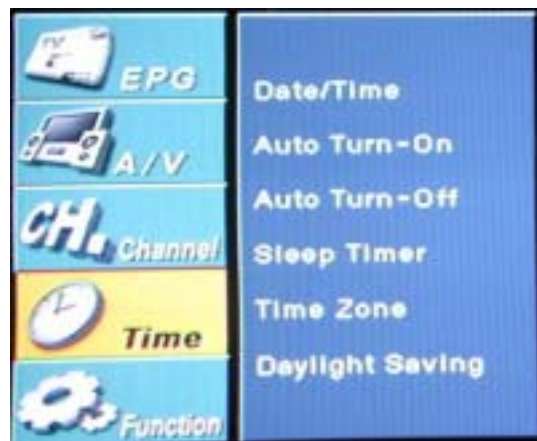 TV
EPG
A/V
CH. Channel
Time
Function
Date/Time
Auto Turn-On
Auto Turn-Off
Sleep Timer
Time Zone
Daylight Saving